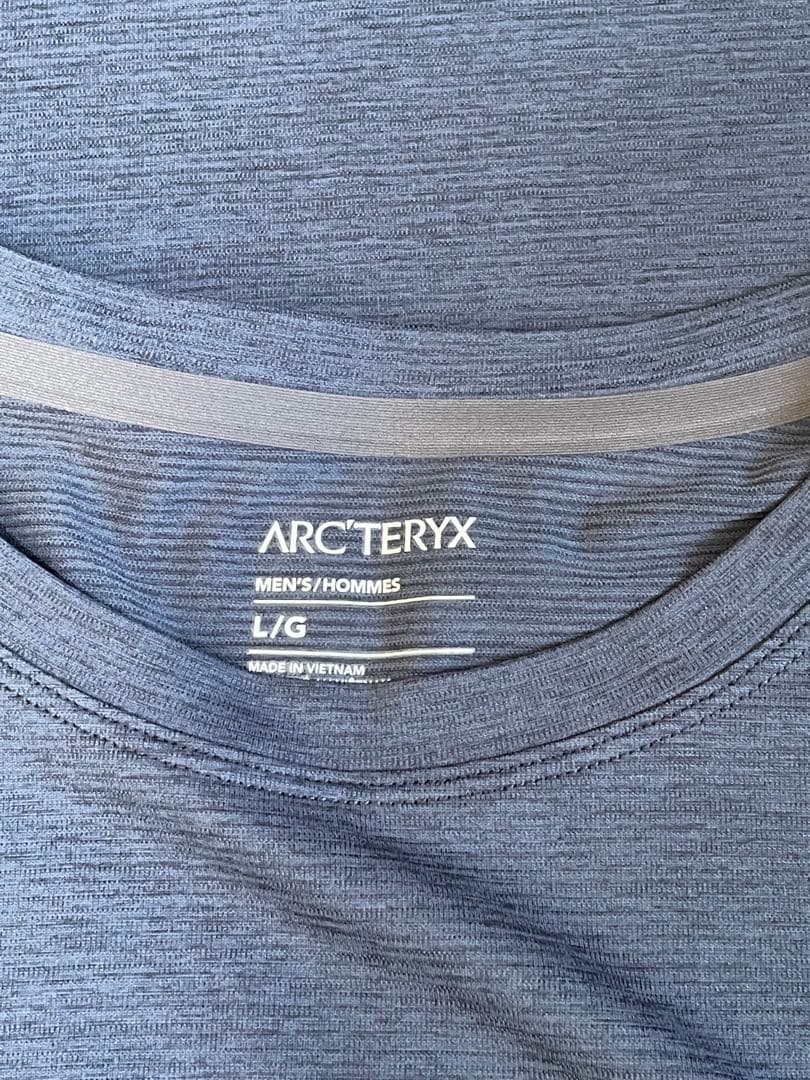 ARC'TERYX
MEN'S/HOMMES
L/G
MADE IN VIETNAM